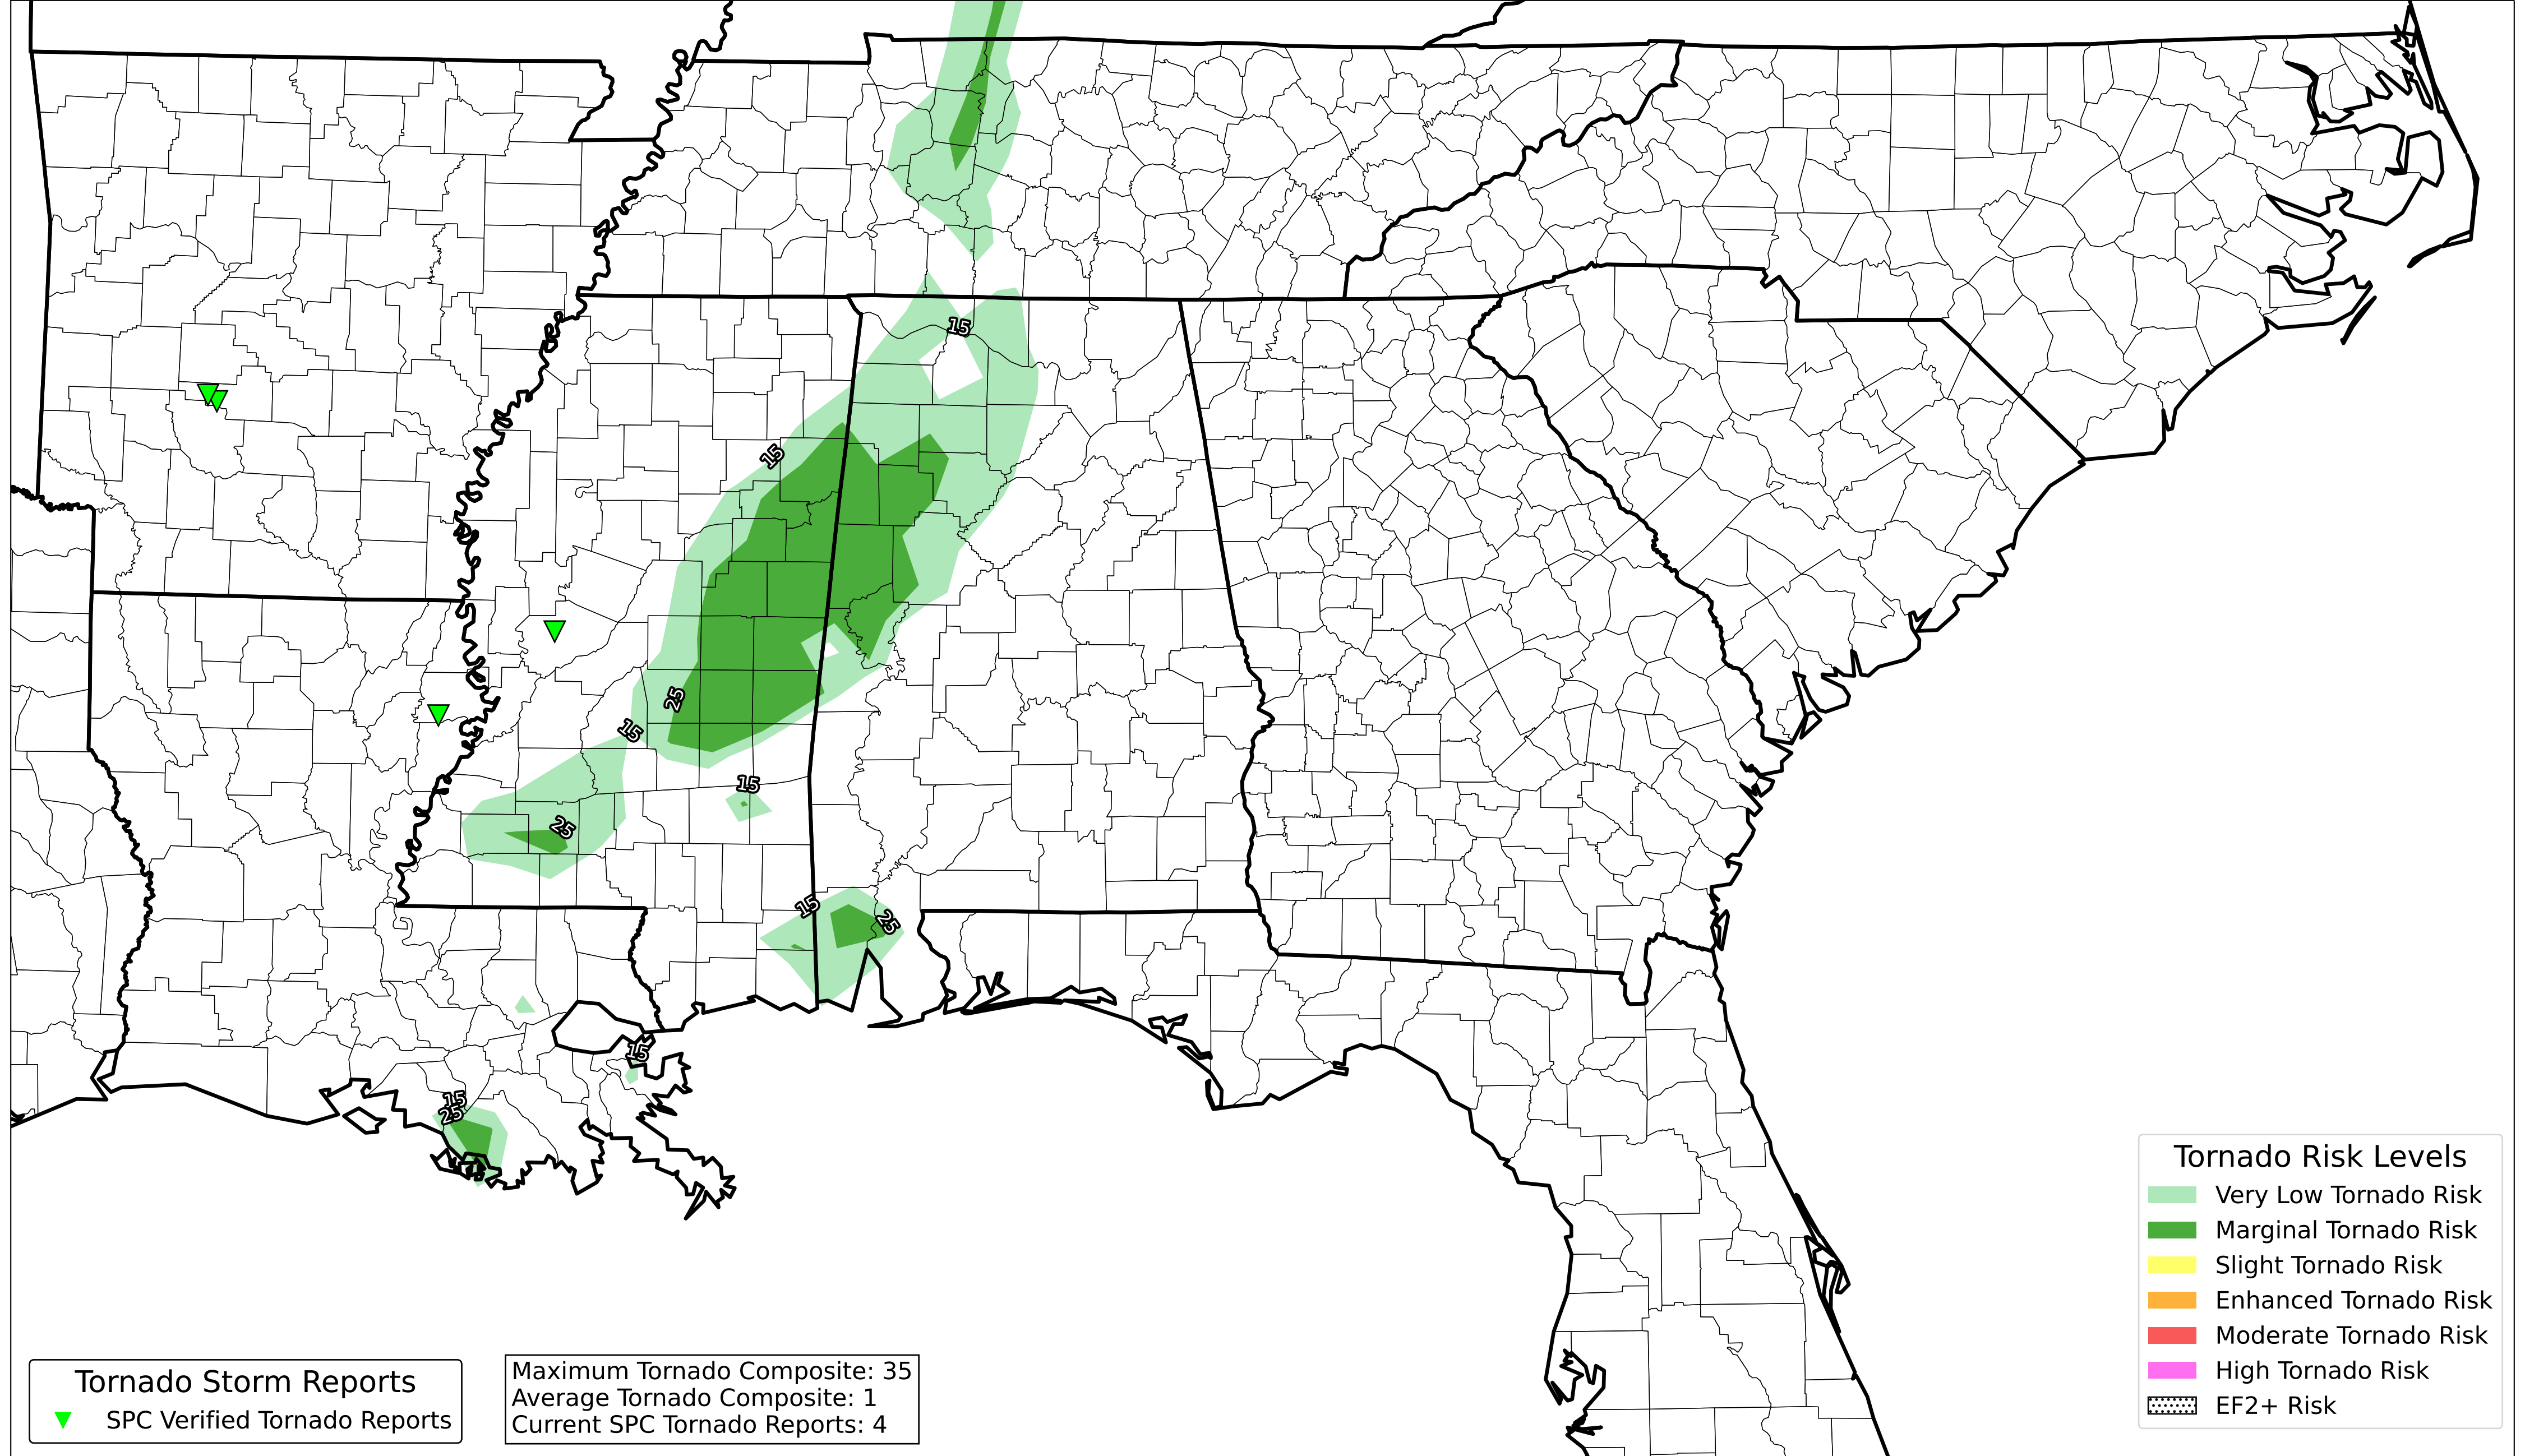 15
15
25
15
15
25
15
25
15
15
25
Tornado Risk Levels
Very Low Tornado Risk
Marginal Tornado Risk
Slight Tornado Risk
Enhanced Tornado Risk
Moderate Tornado Risk
High Tornado Risk
EF2+ Risk
Tornado Storm Reports
SPC Verified Tornado Reports
Maximum Tornado Composite: 35
Average Tornado Composite: 1
Current SPC Tornado Reports: 4